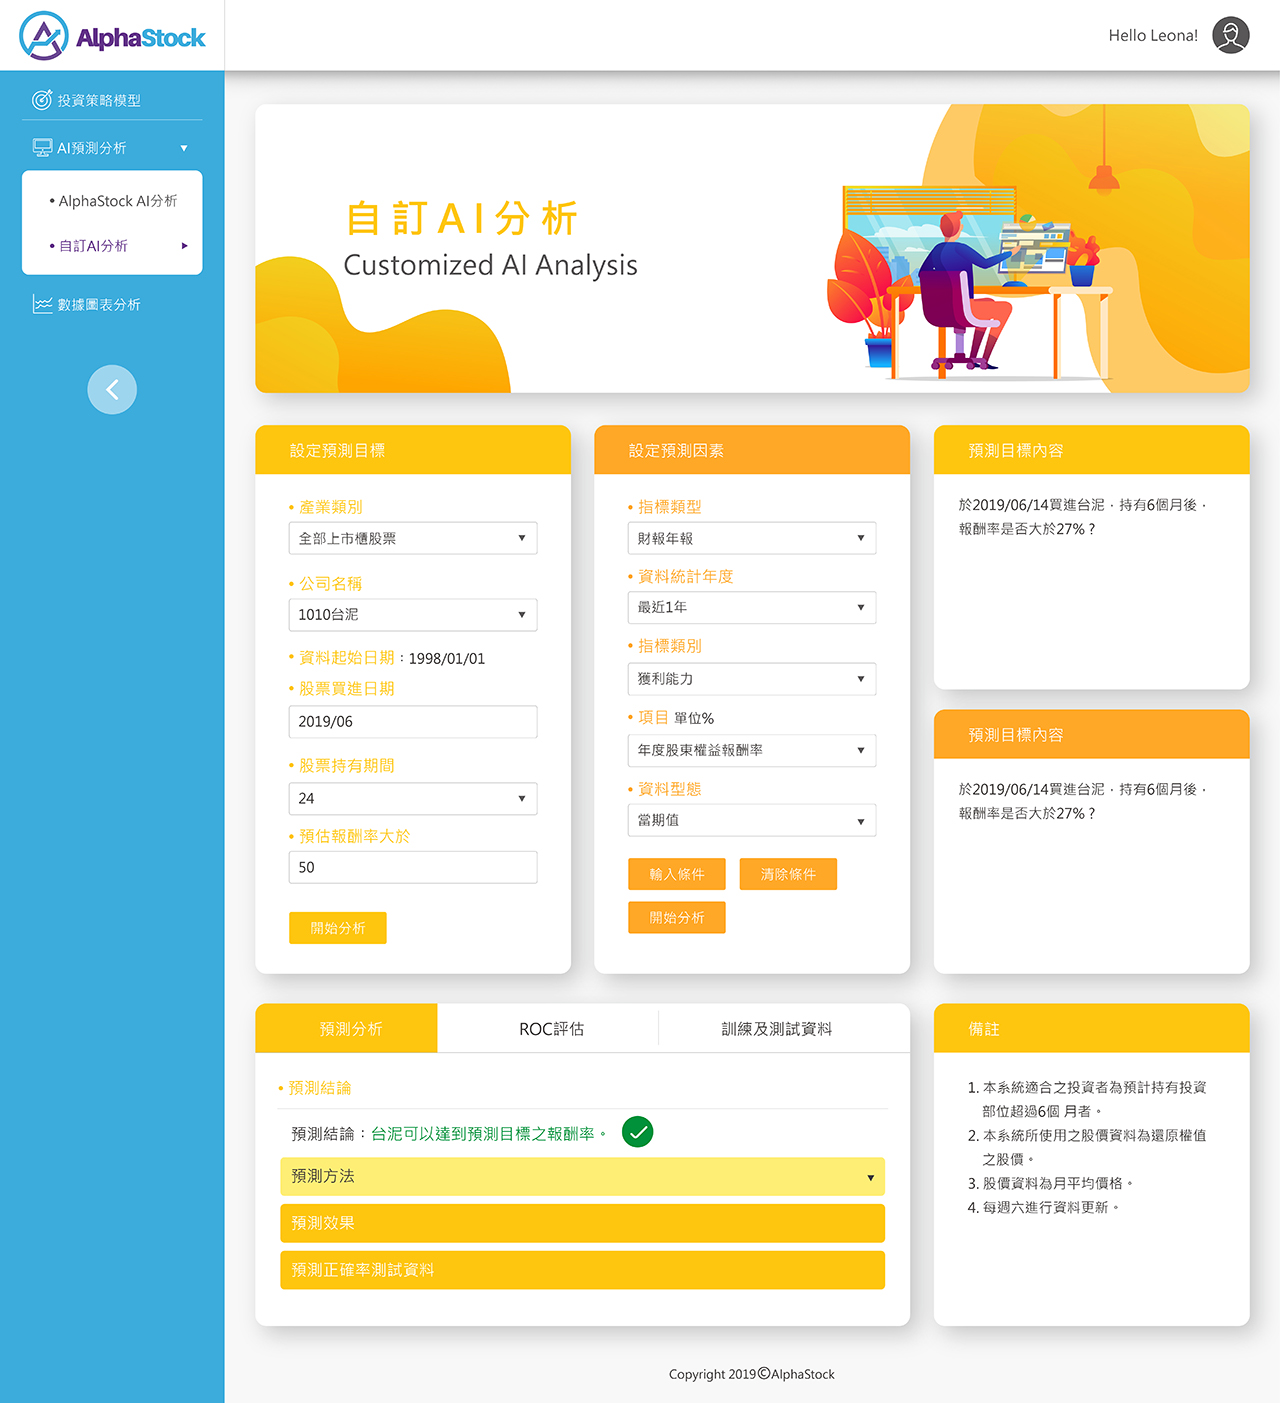 AlphaStock
Hello Leona!
投資策略模型
AI預測分析
• AlphaStock AI分析
• 自訂AI分析
數據圖表分析
自訂AI分析
Customized AI Analysis
設定預測目標
• 產業類別
全部上市櫃股票
• 公司名稱
1010台泥
• 資料起始日期：1998/01/01
• 股票買進日期
2019/06
• 股票持有期間
24
• 預估報酬率大於
50
開始分析
設定預測因素
• 指標類型
財報年報
• 資料統計年度
最近1年
• 指標類別
獲利能力
• 項目 單位%
年度股東權益報酬率
• 資料型態
當期值
輸入條件
清除條件
開始分析
預測目標內容
於2019/06/14買進台泥，持有6個月後，
報酬率是否大於27%？
預測目標內容
於2019/06/14買進台泥，持有6個月後，
報酬率是否大於27%？
預測分析
ROC評估
訓練及測試資料
• 預測結論
預測結論：台泥可以達到預測目標之報酬率。
預測方法
預測效果
預測正確率測試資料
備註
1. 本系統適合之投資者為預計持有投資
部位超過6個 月者。
2. 本系統所使用之股價資料為還原權值
之股價。
3. 股價資料為月平均價格。
4. 每週六進行資料更新。
Copyright 2019©AlphaStock